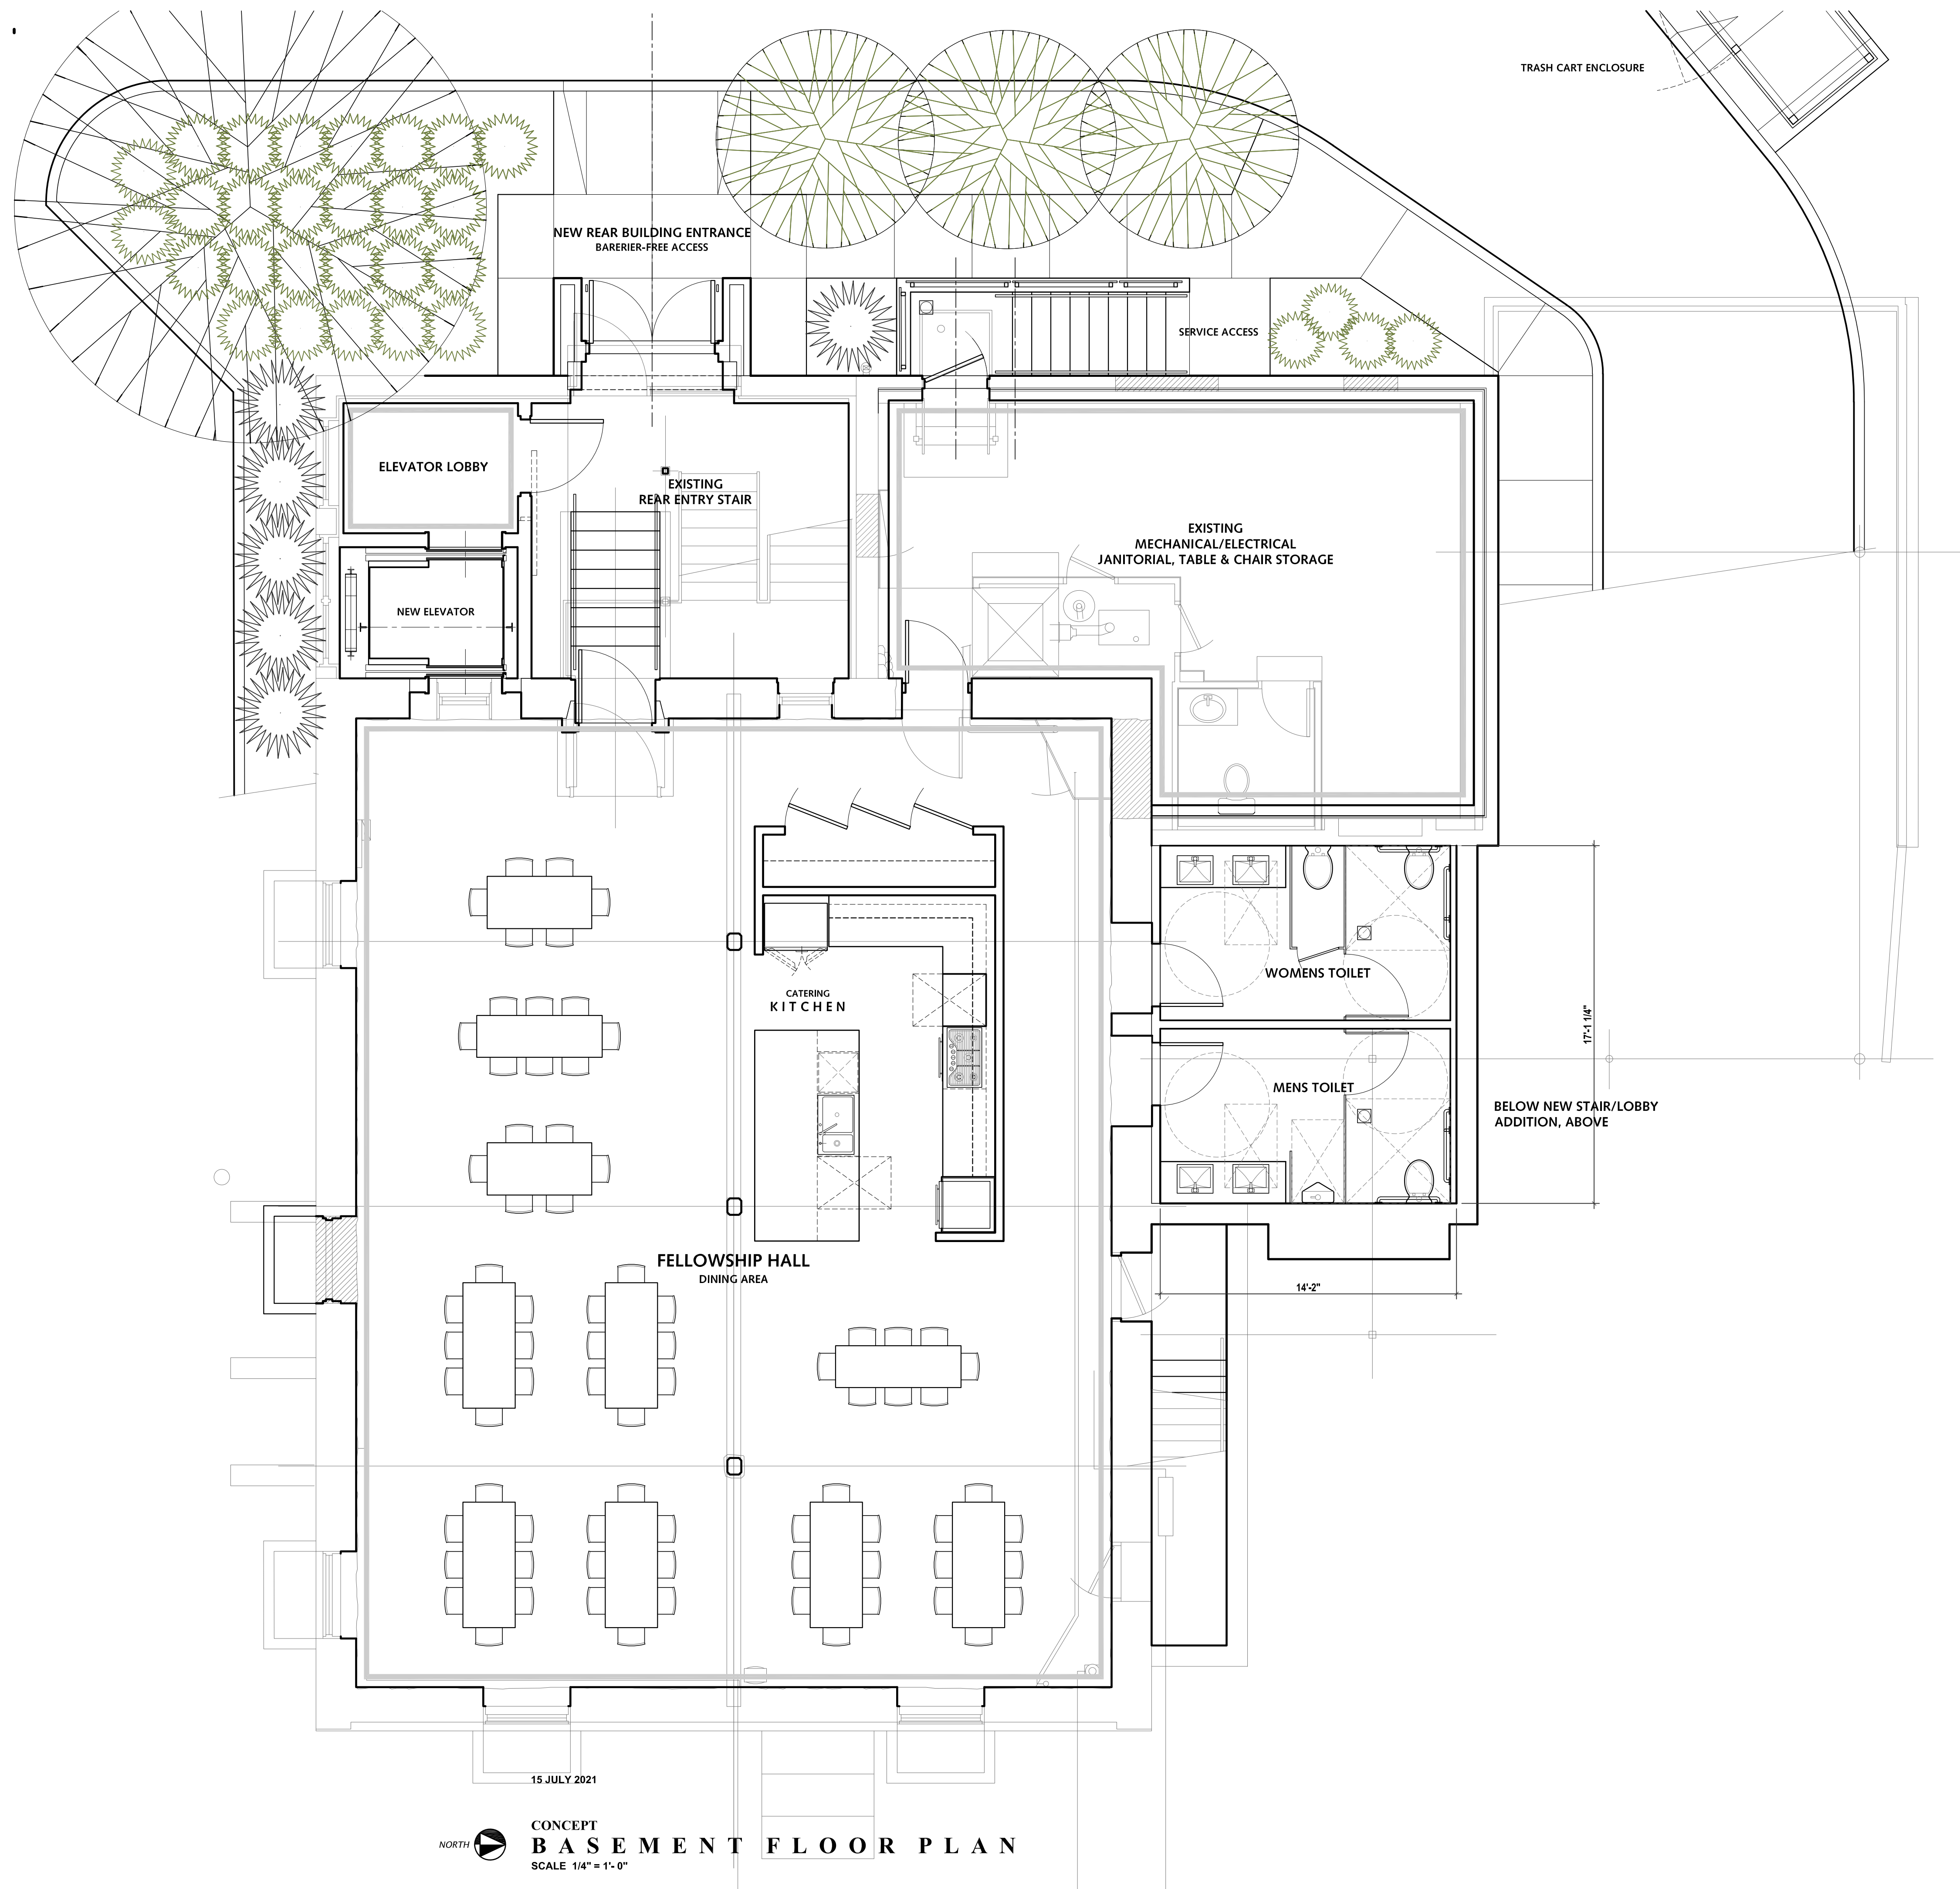 TRASH CART ENCLOSURE
NEW REAR BUILDING ENTRANCE
BARERIER-FREE ACCESS
SERVICE ACCESS
ELEVATOR LOBBY
EXISTING
REAR ENTRY STAIR
EXISTING
MECHANICAL/ELECTRICAL
JANITORIAL, TABLE & CHAIR STORAGE
NEW ELEVATOR
WOMENS TOILET
CATERING
KITCHEN
17'-1 1/4"
MENS TOILET
BELOW NEW STAIR/LOBBY
ADDITION, ABOVE
FELLOWSHIP HALL
DINING AREA
14'-2"
15 JULY 2021
CONCEPT
NORTH
BASEMENT FLOOR PLAN
SCALE 1/4" = 1'- 0"